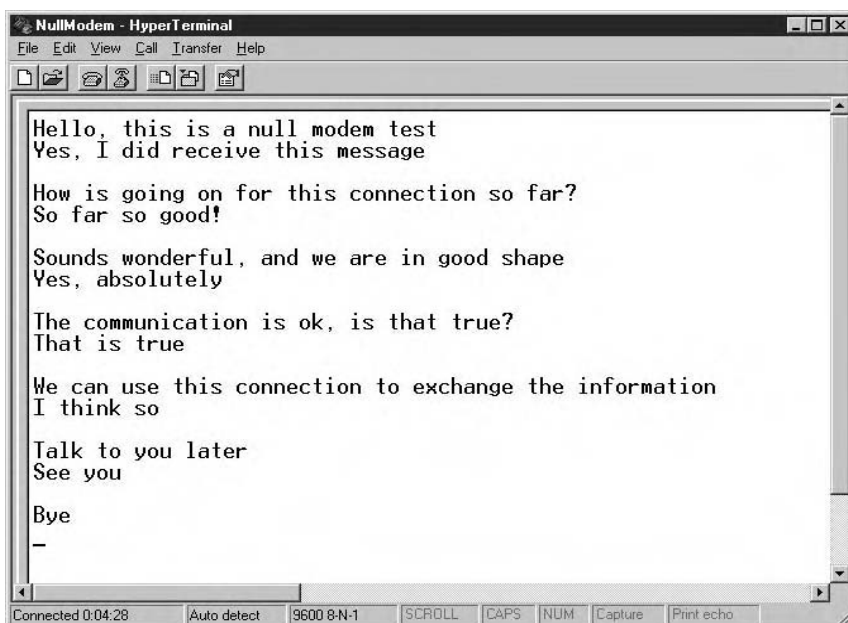 NullModem - HyperTerminal
File Edit View Call Transfer Help
Hello, this is a null modem test
Yes, I did receive this message
How is going on for this connection so far?
So far so good!
Sounds wonderful, and we are in good shape
Yes, absolutely
The communication is ok, is that true?
That is true
We can use this connection to exchange the information
I think so
Talk to you later
See you
Bye
Connected 0:04:28 Auto detect 9600 8-N-1 SCROLL CAPS NUM Capture Print echo